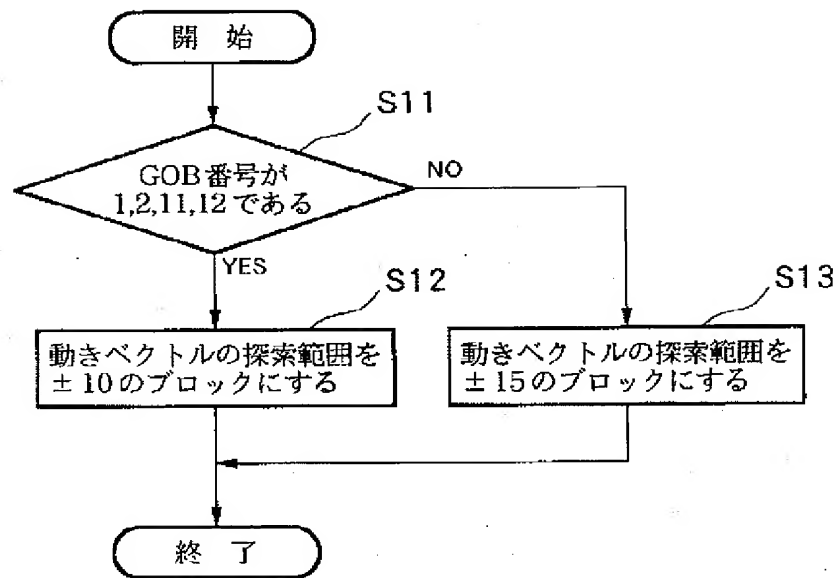 開 始
S11
GOB番号が
1,2,11,12である
NO
YES
S12
動きベクトルの探索範囲を
±10のブロックにする
S13
動きベクトルの探索範囲を
±15のブロックにする
終 了